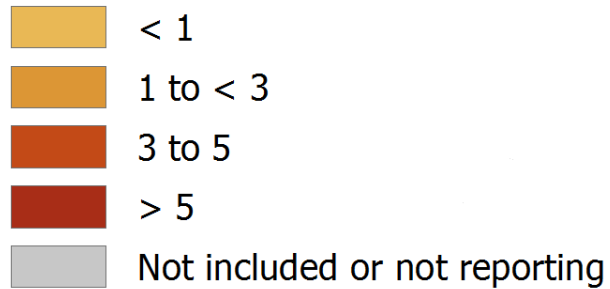 < 1
1 to < 3
3 to 5
> 5
Not included or not reporting